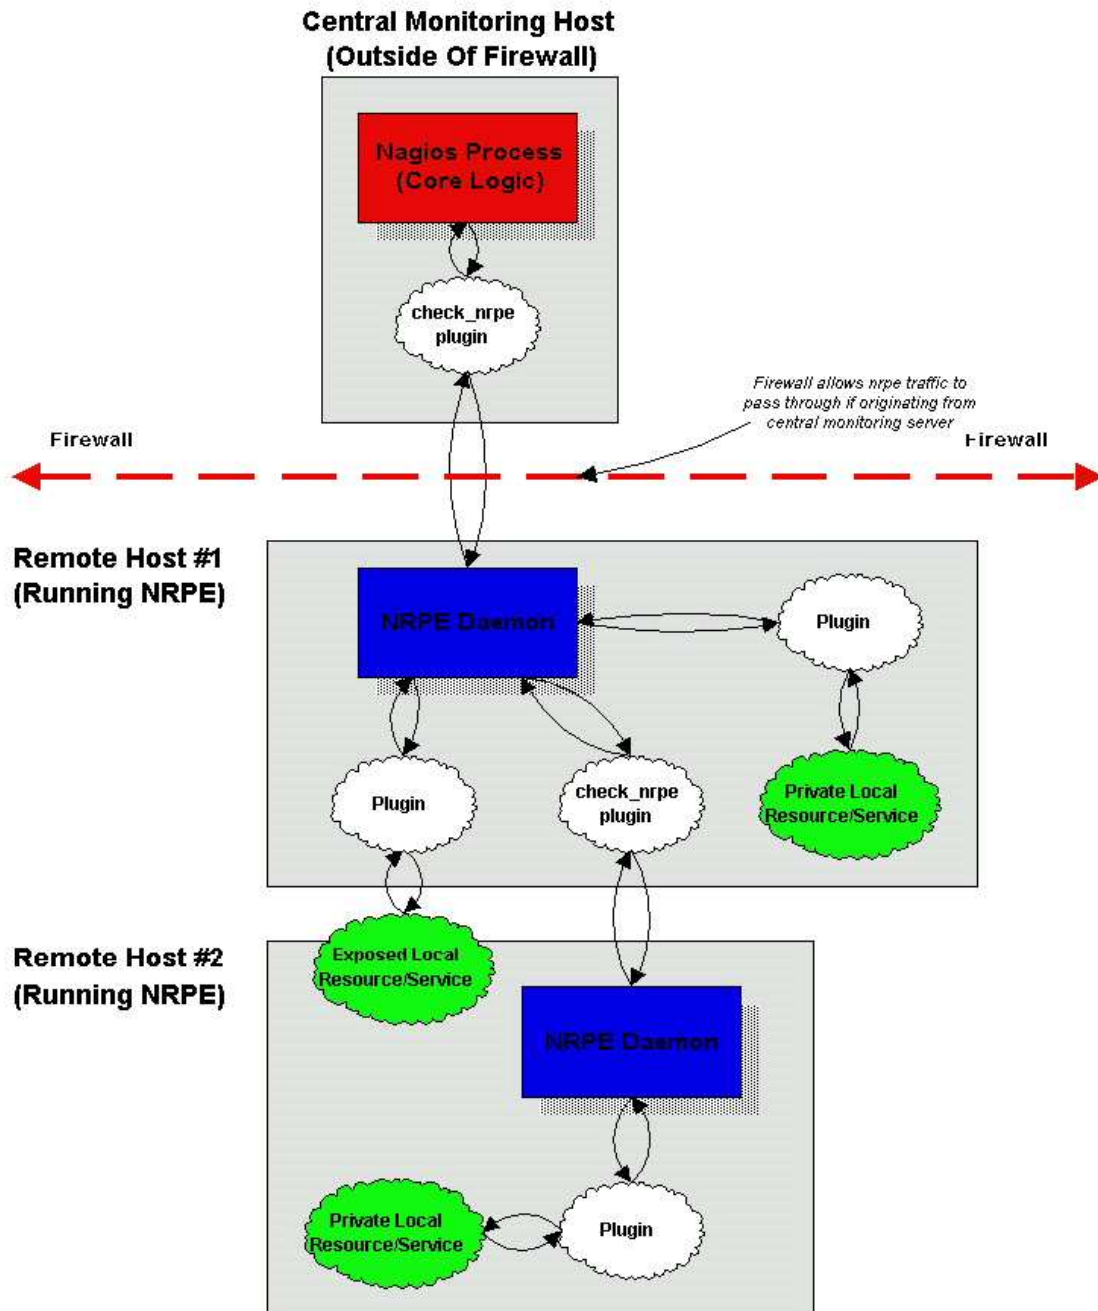 Central Monitoring Host
(Outside Of Firewall)
Nagios Process
(Core Logic)
check_nrpe
plugin
Firewall allows nrpe traffic to
pass through if originating from
central monitoring server
Firewall
Firewall
Remote Host #1
(Running NRPE)
NRPE Daemon
Plugin
Plugin
check_nrpe
plugin
Private Local
Resource/Service
Remote Host #2
(Running NRPE)
Exposed Local
Resource/Service
NRPE Daemon
Private Local
Resource/Service
Plugin